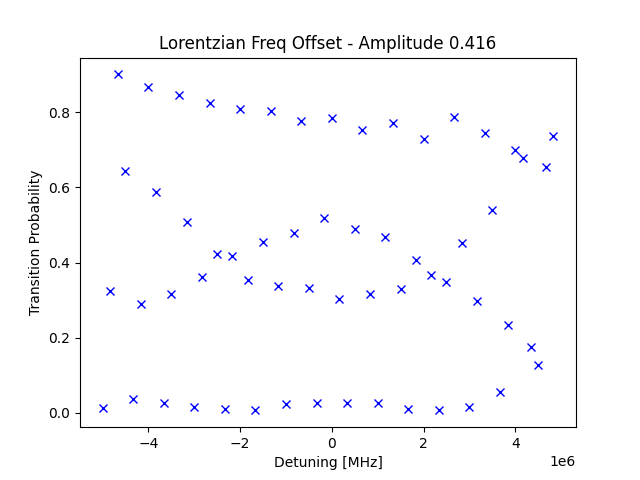 Lorentzian Freq Offset - Amplitude 0.416
Transition Probability
0.8
0.6
0.4
0.2
0.0
−4
−2
0
2
4
1e6
Detuning [MHz]